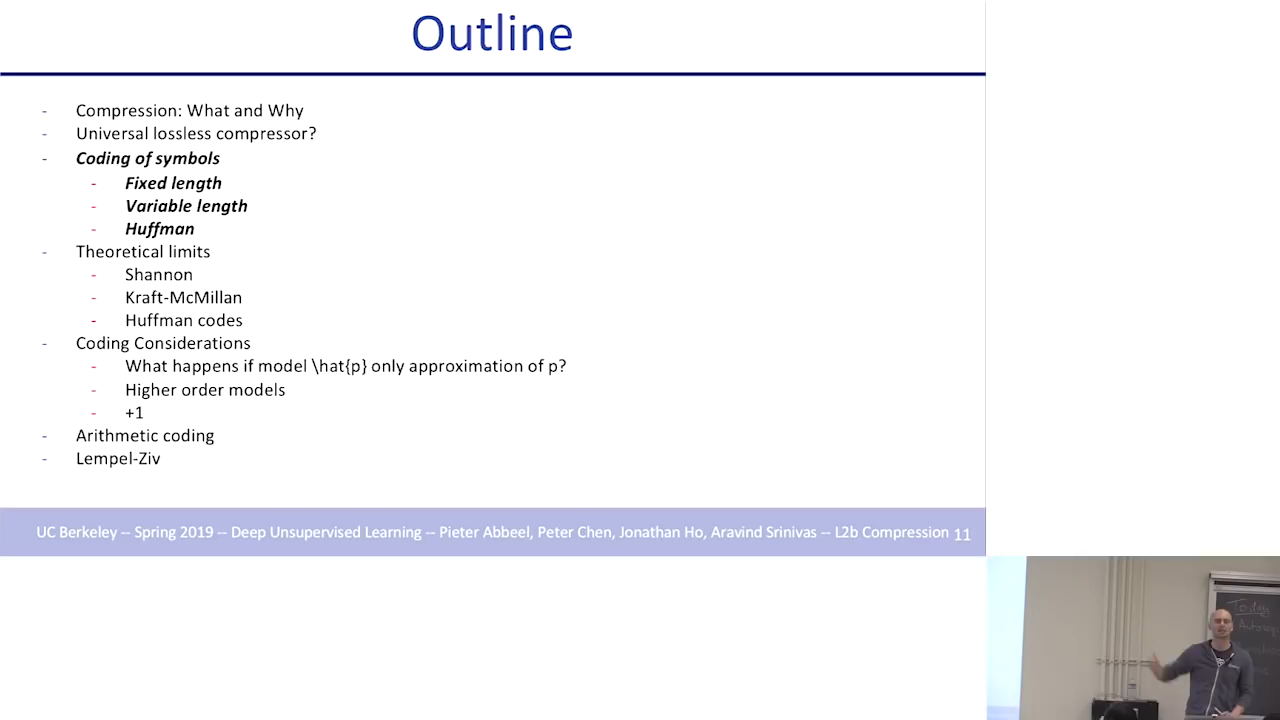 Outline
- Compression: What and Why
- Universal lossless compressor?
- Coding of symbols
- Fixed length
- Variable length
- Huffman
- Theoretical limits
- Shannon
- Kraft-McMillan
- Huffman codes
- Coding Considerations
- What happens if model \hat{p} only approximation of p?
- Higher order models
- +1
- Arithmetic coding
- Lempel-Ziv
UC Berkeley -- Spring 2019 -- Deep Unsupervised Learning -- Pieter Abbeel, Peter Chen, Jonathan Ho, Aravind Srinivas -- L2b Compression 11
Today